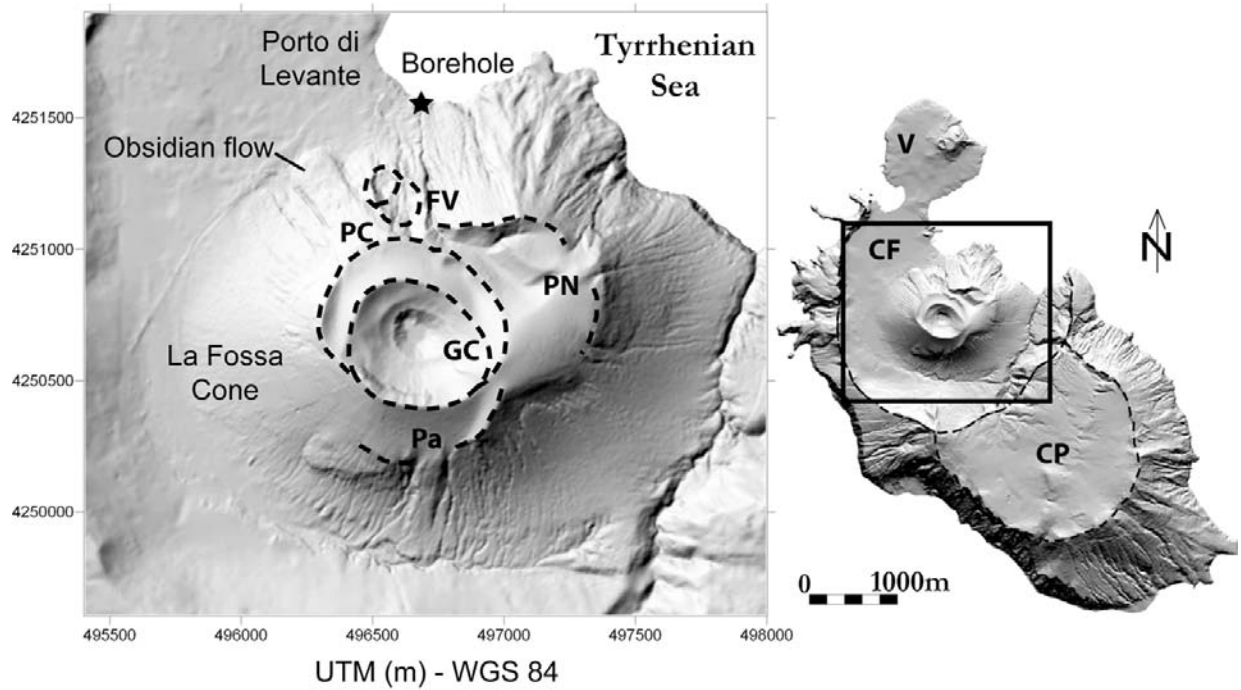 Porto di
Levante
Borehole
Tyrrhenian
Sea
4251500
Obsidian flow
FV
PC
4251000
PN
La Fossa
Cone
GC
4250500
Pa
4250000
495500
496000
496500
497000
497500
498000
UTM (m) - WGS 84
V
CF
N
CP
0
1000m